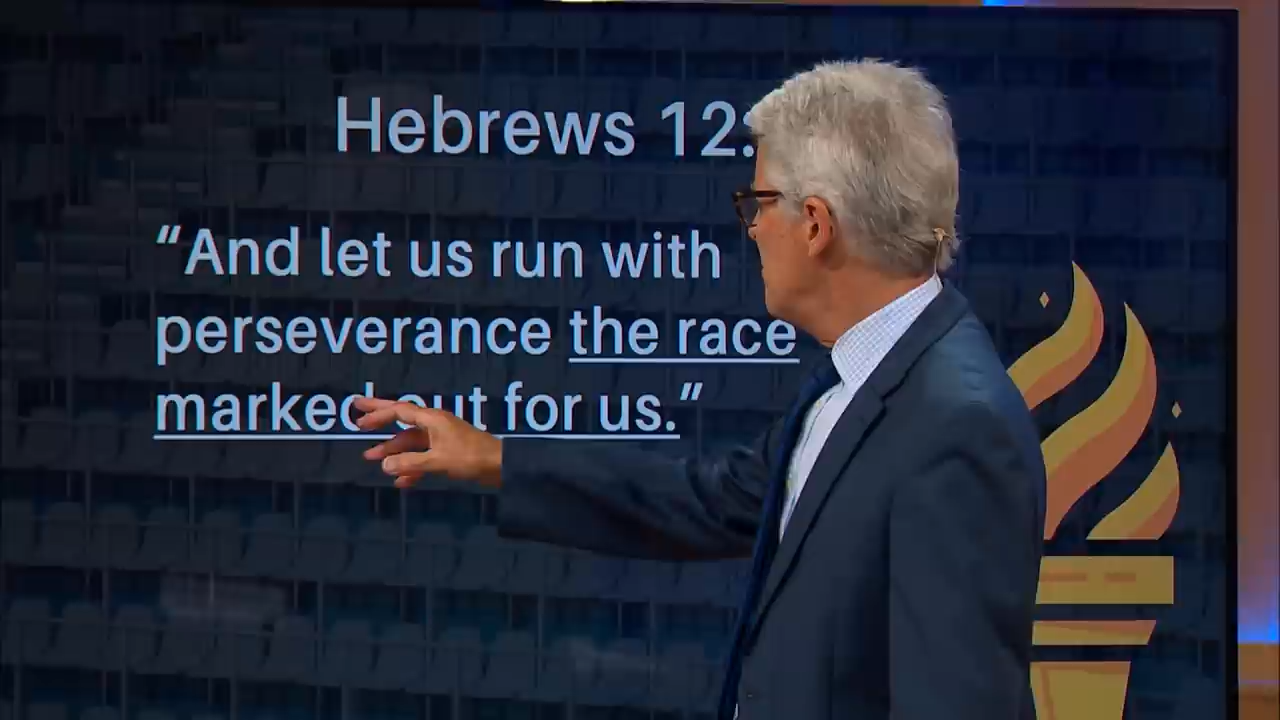 Hebrews 12:
“And let us run with
perseverance the race
marked out for us.”